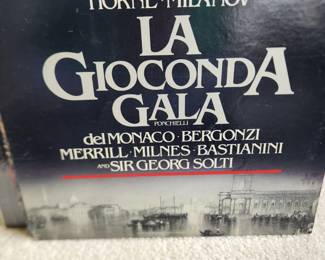 HORNE · MILANOV
LA
GIOCONDA
GALA
PONCHIELLI
del MONACO · BERGONZI
MERRILL · MILNES · BASTIANINI
AND SIR GEORG SOLTI